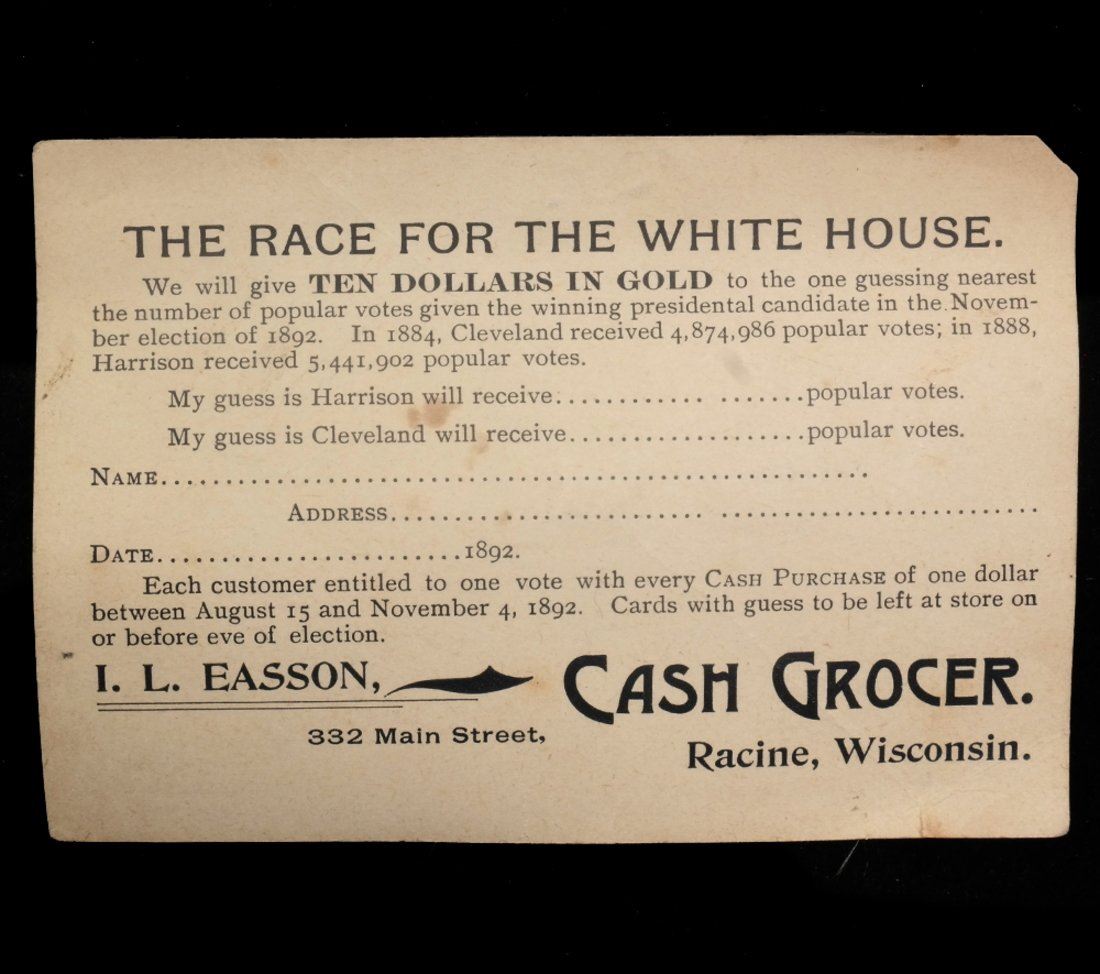 THE RACE FOR THE WHITE HOUSE.
We will give TEN DOLLARS IN GOLD to the one guessing nearest
the number of popular votes given the winning presidental candidate in the Novem-
ber election of 1892. In 1884, Cleveland received 4,874,986 popular votes; in 1888,
Harrison received 5,441,902 popular votes.
My guess is Harrison will receive............ .......popular votes.
My guess is Cleveland will receive...................popular votes.
NAME.......................................................
ADDRESS......................... .........................
DATE........................1892.
Each customer entitled to one vote with every CASH PURCHASE of one dollar
between August 15 and November 4, 1892. Cards with guess to be left at store on
or before eve of election.
I. L. EASSON, CASH GROCER.
332 Main Street,
Racine, Wisconsin.